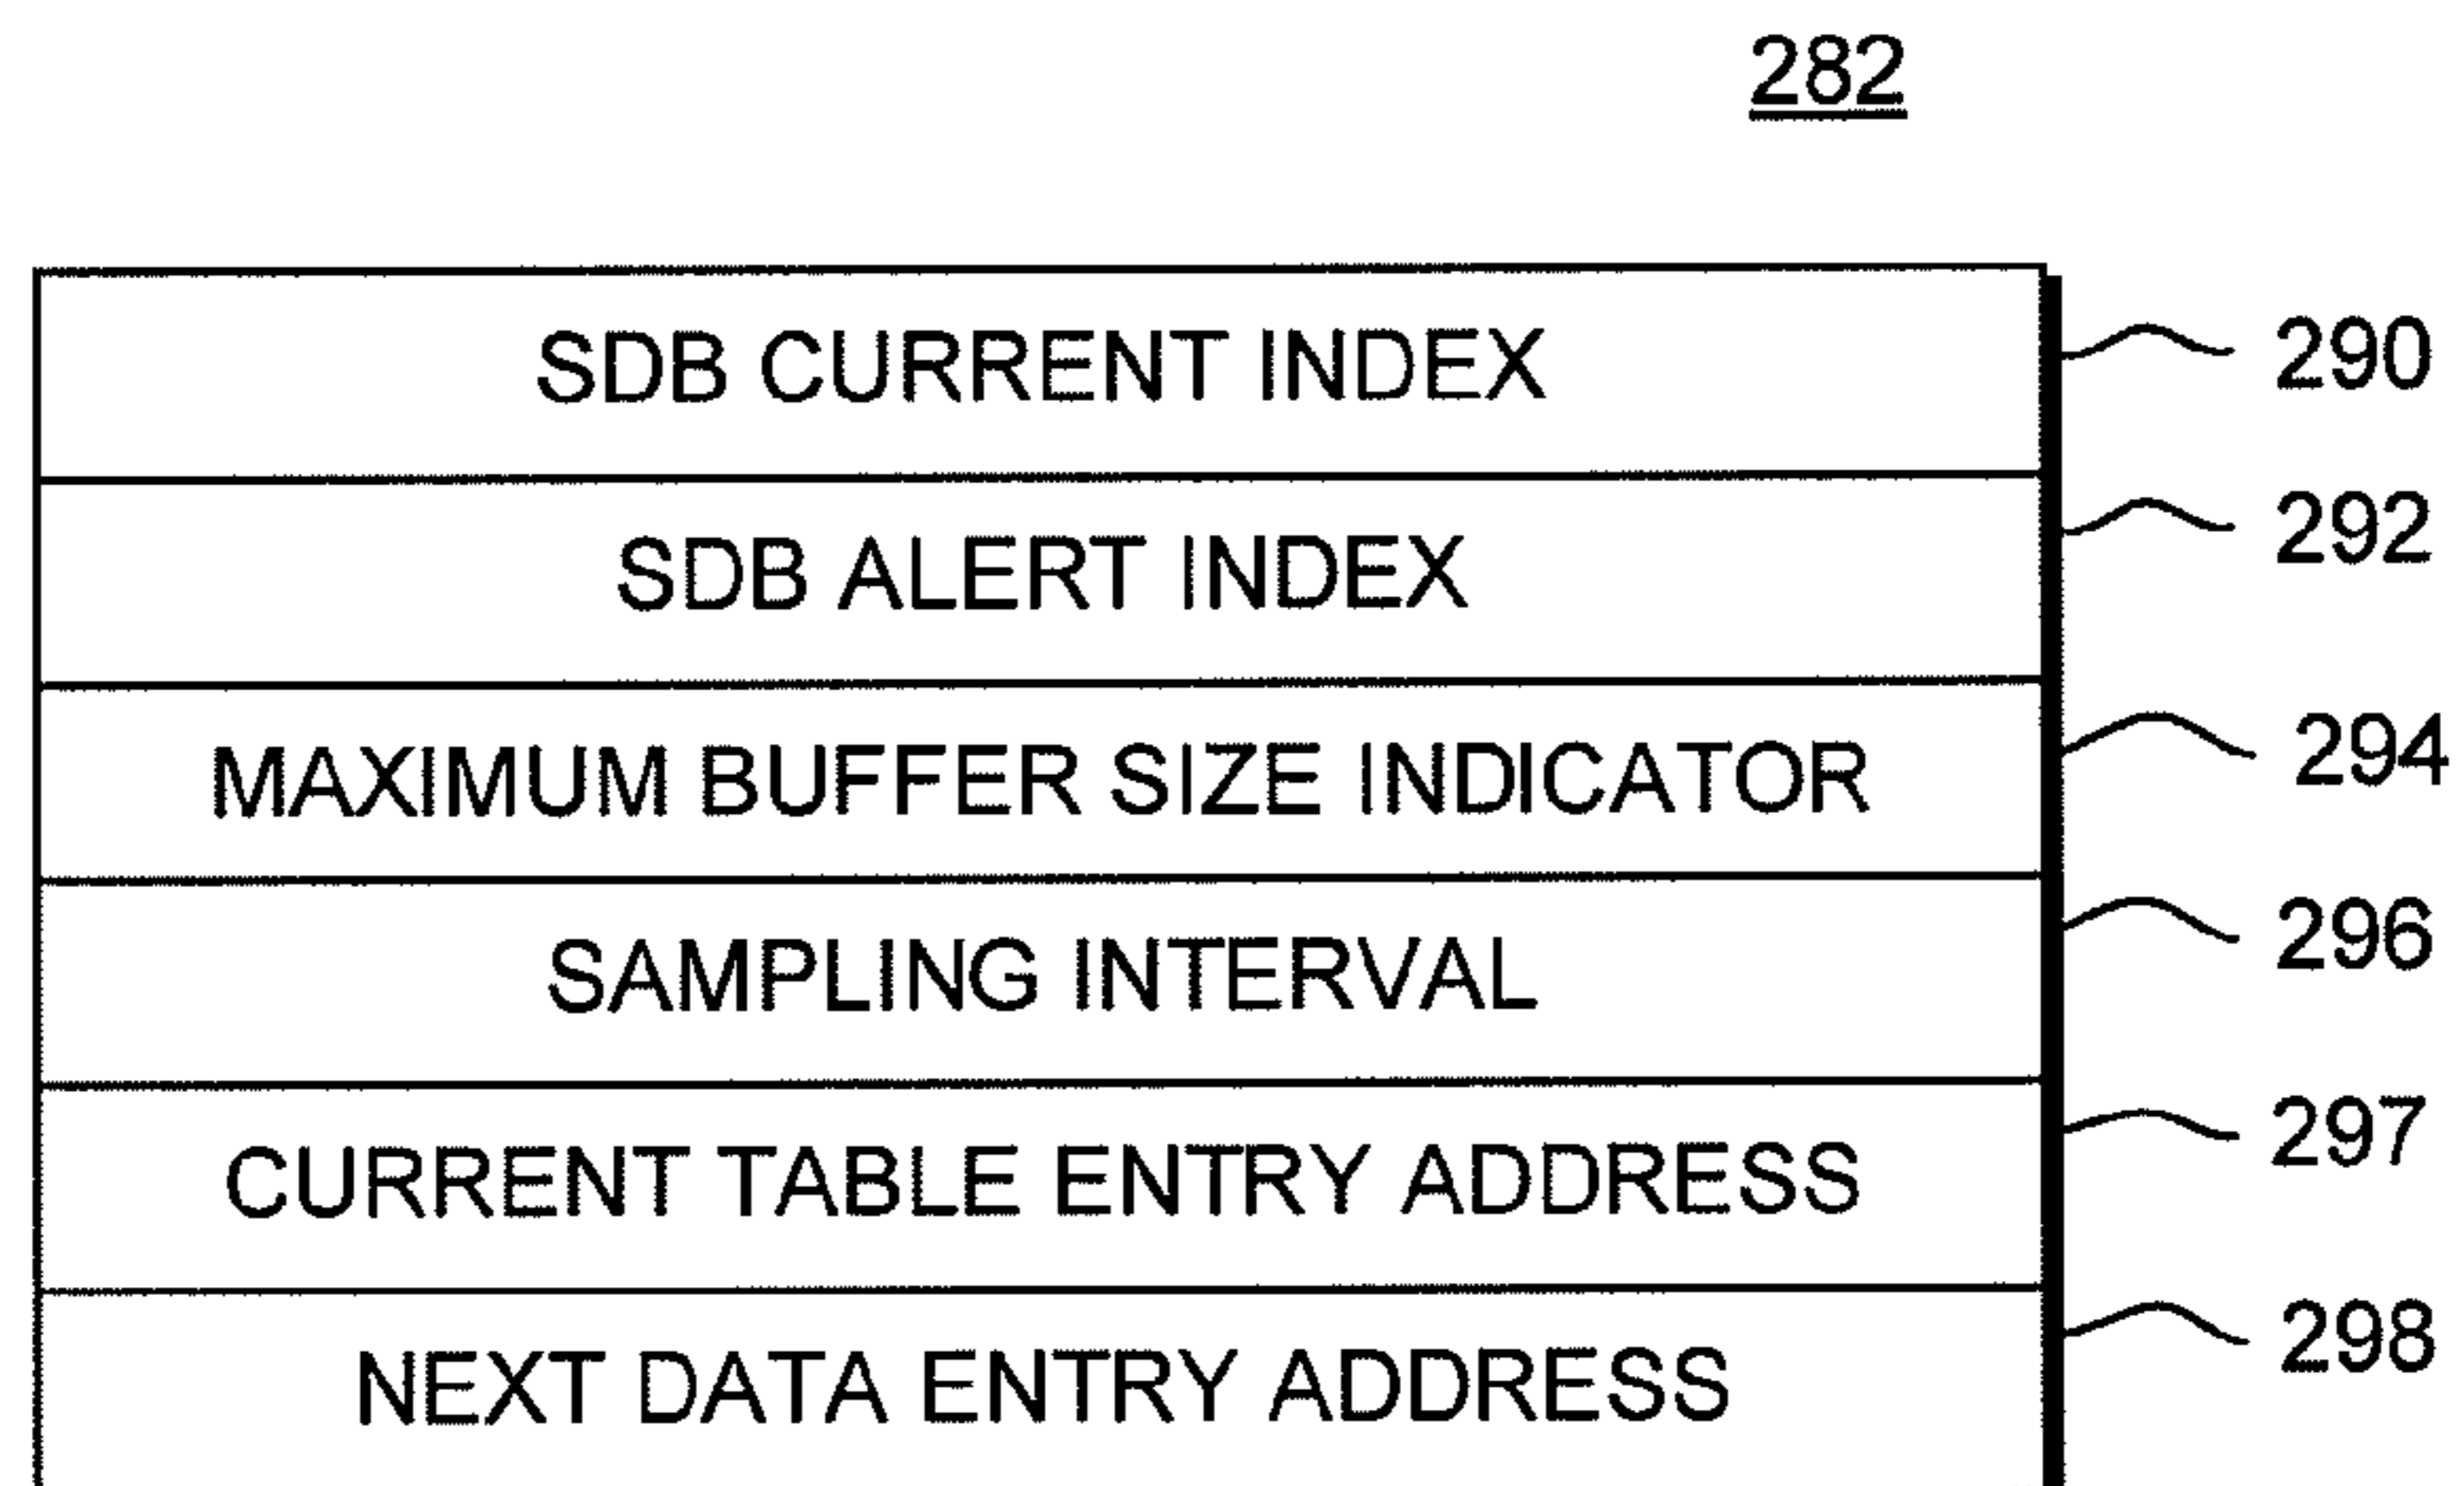 282
SDB CURRENT INDEX 290
SDB ALERT INDEX 292
MAXIMUM BUFFER SIZE INDICATOR 294
SAMPLING INTERVAL 296
CURRENT TABLE ENTRY ADDRESS 297
NEXT DATA ENTRY ADDRESS 298